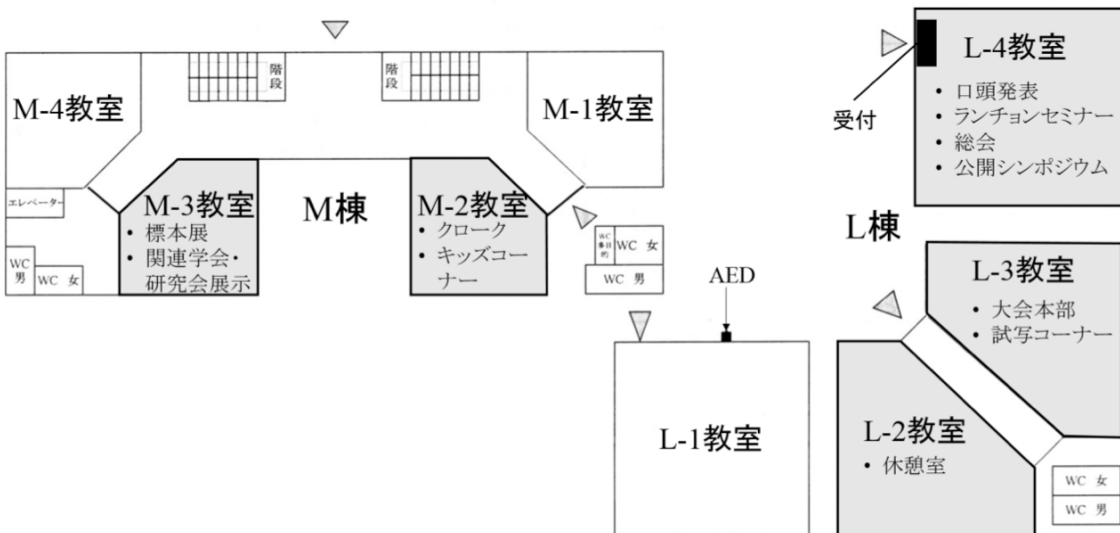 階段
階段
M-4教室
M-1教室
エレベーター
M-3教室
• 標本展
• 関連学会・
研究会展示
M棟
M-2教室
• クローク
• キッズコー
ナー
WC 男
WC 女
WC 多目的
WC 女
WC 男
AED
L-1教室
受付
L-4教室
• 口頭発表
• ランチョンセミナー
• 総会
• 公開シンポジウム
L棟
L-3教室
• 大会本部
• 試写コーナー
L-2教室
• 休憩室
WC 女
WC 男